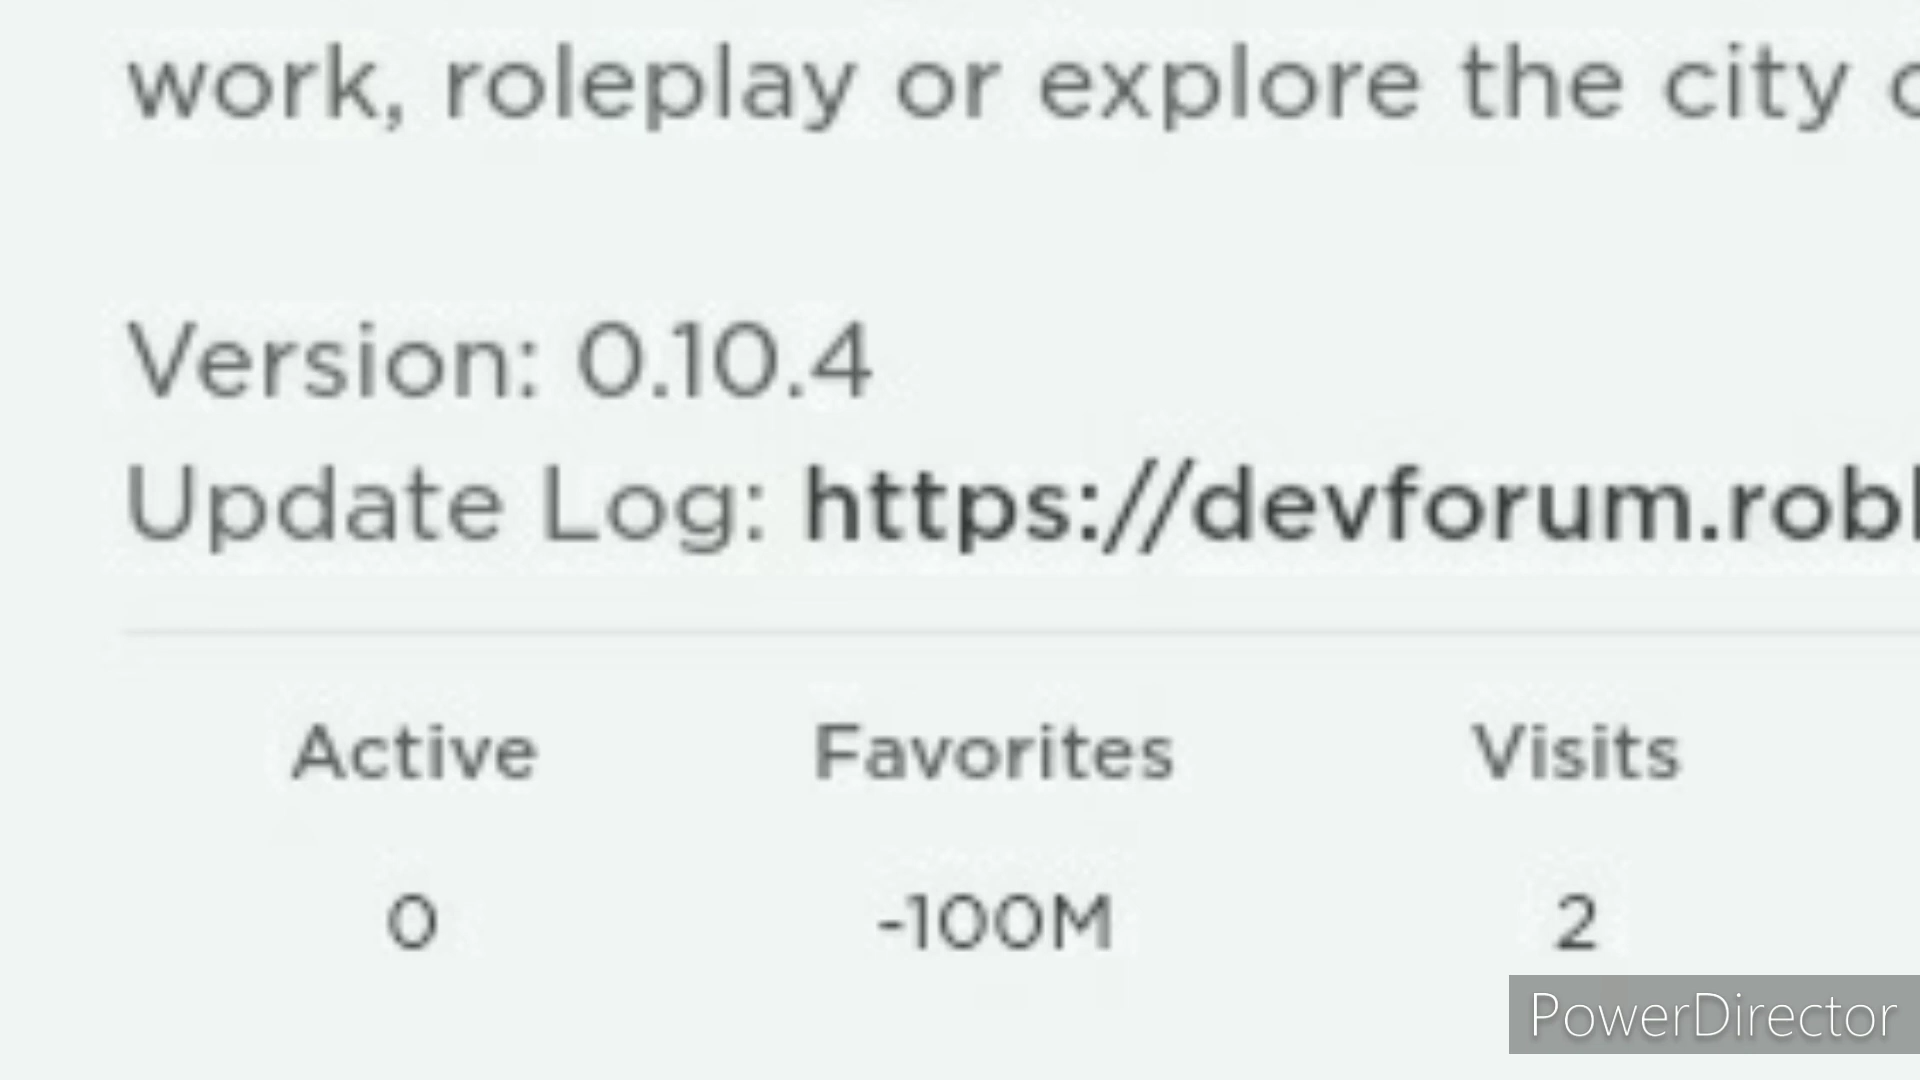 work, roleplay or explore the city
Version: 0.10.4
Update Log: https://devforum.robl
Active Favorites Visits
0 -100M 2
PowerDirector